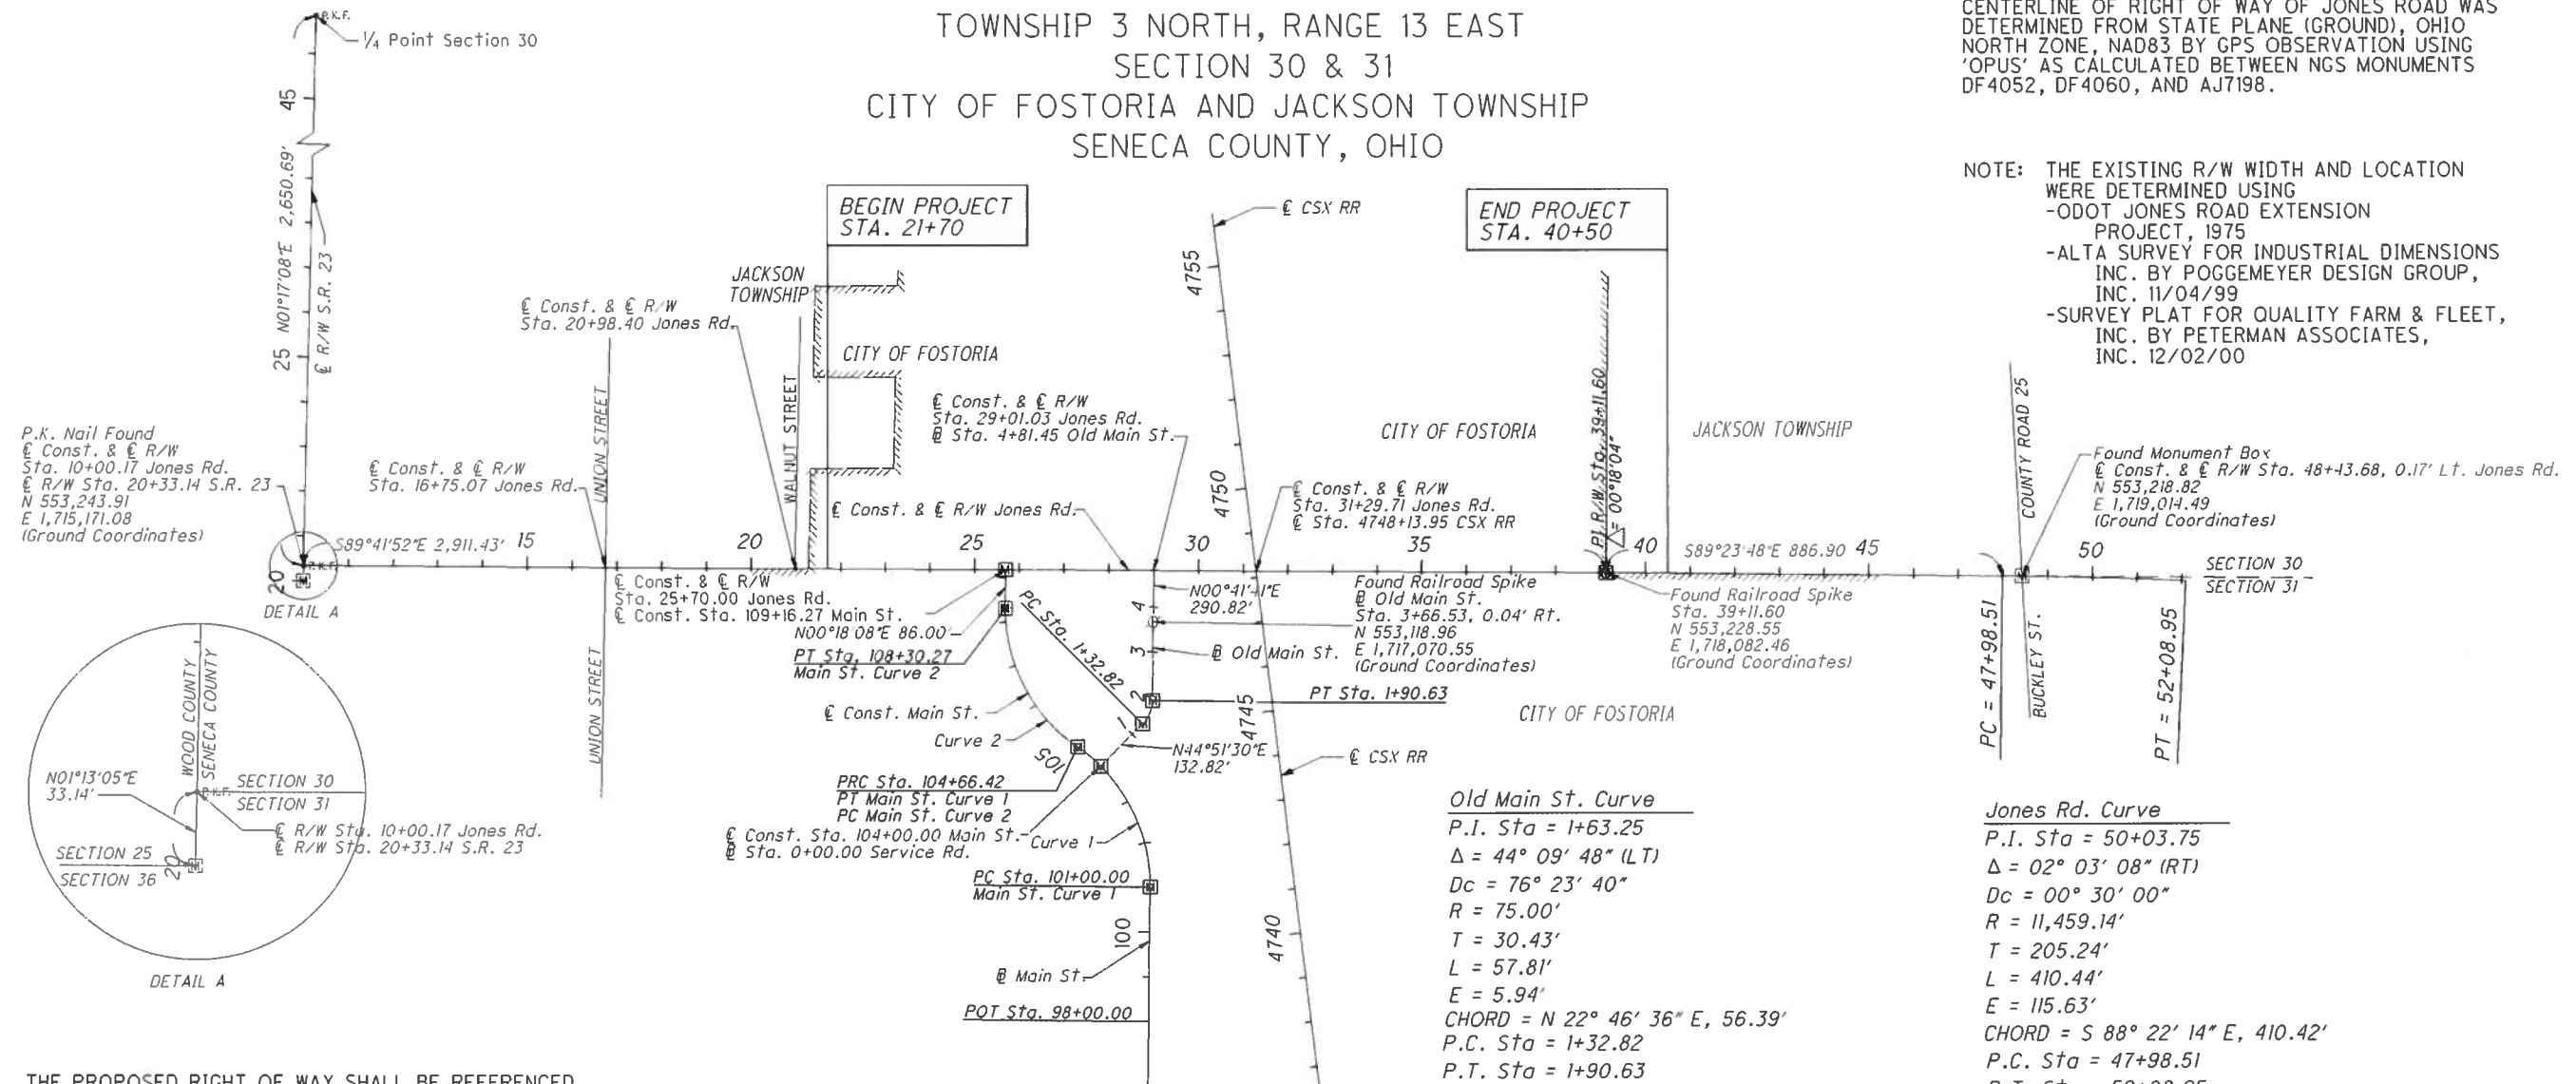 TOWNSHIP 3 NORTH, RANGE 13 EAST
SECTION 30 & 31
CITY OF FOSTORIA AND JACKSON TOWNSHIP
SENECA COUNTY, OHIO
CENTERLINE OF RIGHT OF WAY OF JONES ROAD WAS
DETERMINED FROM STATE PLANE (GROUND), OHIO
NORTH ZONE, NAD83 BY GPS OBSERVATION USING
'OPUS' AS CALCULATED BETWEEN NGS MONUMENTS
DF4052, DF4060, AND AJ7198.
NOTE: THE EXISTING R/W WIDTH AND LOCATION
WERE DETERMINED USING
-ODOT JONES ROAD EXTENSION
PROJECT, 1975
-ALTA SURVEY FOR INDUSTRIAL DIMENSIONS
INC. BY POGGEMEYER DESIGN GROUP,
INC. 11/04/99
-SURVEY PLAT FOR QUALITY FARM & FLEET,
INC. BY PETERMAN ASSOCIATES,
INC. 12/02/00
P.K.F.
1/4 Point Section 30
45
N01°17'08"E 2,650.69'
℄ R/W S.R. 23
25
BEGIN PROJECT
STA. 21+70
END PROJECT
STA. 40+50
℄ CSX RR
4755
JACKSON
TOWNSHIP
CITY OF FOSTORIA
℄ Const. & ℄ R/W
Sta. 20+98.40 Jones Rd.
UNION STREET
WALNUT STREET
℄ Const. & ℄ R/W
Sta. 29+01.03 Jones Rd.
Sta. 4+81.45 Old Main St.
CITY OF FOSTORIA
PI R/W Sta. 39+11.60
Δ = 00°18'04"
JACKSON TOWNSHIP
COUNTY ROAD 25
P.K. Nail Found
℄ Const. & ℄ R/W
Sta. 10+00.17 Jones Rd.
℄ R/W Sta. 20+33.14 S.R. 23
N 553,243.91
E 1,715,171.08
(Ground Coordinates)
℄ Const. & ℄ R/W
Sta. 16+75.07 Jones Rd.
℄ Const. & ℄ R/W Jones Rd.
4750
℄ Const. & ℄ R/W
Sta. 31+29.71 Jones Rd.
℄ Sta. 4748+13.95 CSX RR
Found Monument Box
℄ Const. & ℄ R/W Sta. 48+43.68, 0.17' Lt. Jones Rd.
N 553,218.82
E 1,719,014.49
(Ground Coordinates)
S89°41'52"E 2,911.43'
15
20
25
30
35
40
S89°23'48"E 886.90
45
50
SECTION 30
SECTION 31
P.K.F.
20
DETAIL A
℄ Const. & ℄ R/W
Sta. 25+70.00 Jones Rd.
℄ Const. Sta. 109+16.27 Main St.
N00°18'08"E 86.00'
PT Sta. 108+30.27
Main St. Curve 2
PC Sta. 1+32.82
N00°41'41"E
290.82'
4
3
2
1
Old Main St.
Found Railroad Spike
Old Main St.
Sta. 3+66.53, 0.04' Rt.
N 553,118.96
E 1,717,070.55
(Ground Coordinates)
PT Sta. 1+90.63
Found Railroad Spike
Sta. 39+11.60
N 553,228.55
E 1,718,082.46
(Ground Coordinates)
PC = 47+98.51
BUCKLEY ST.
PT = 52+08.95
UNION STREET
℄ Const. Main St.
Curve 2
105
4745
CITY OF FOSTORIA
N44°51'30"E
132.82'
℄ CSX RR
PRC Sta. 104+66.42
PT Main St. Curve 1
PC Main St. Curve 2
℄ Const. Sta. 104+00.00 Main St.
Sta. 0+00.00 Service Rd.
Curve 1
PC Sta. 101+00.00
Main St. Curve 1
100
4740
Main St.
POT Sta. 98+00.00
WOOD COUNTY
SENECA COUNTY
N01°13'05"E
33.14'
P.K.F.
SECTION 30
SECTION 31
℄ R/W Sta. 10+00.17 Jones Rd.
℄ R/W Sta. 20+33.14 S.R. 23
SECTION 25
SECTION 36
20
DETAIL A
Old Main St. Curve
P.I. Sta = 1+63.25
Δ = 44° 09' 48" (LT)
Dc = 76° 23' 40"
R = 75.00'
T = 30.43'
L = 57.81'
E = 5.94'
CHORD = N 22° 46' 36" E, 56.39'
P.C. Sta = 1+32.82
P.T. Sta = 1+90.63
Jones Rd. Curve
P.I. Sta = 50+03.75
Δ = 02° 03' 08" (RT)
Dc = 00° 30' 00"
R = 11,459.14'
T = 205.24'
L = 410.44'
E = 115.63'
CHORD = S 88° 22' 14" E, 410.42'
P.C. Sta = 47+98.51
THE PROPOSED RIGHT OF WAY SHALL BE REFERENCED